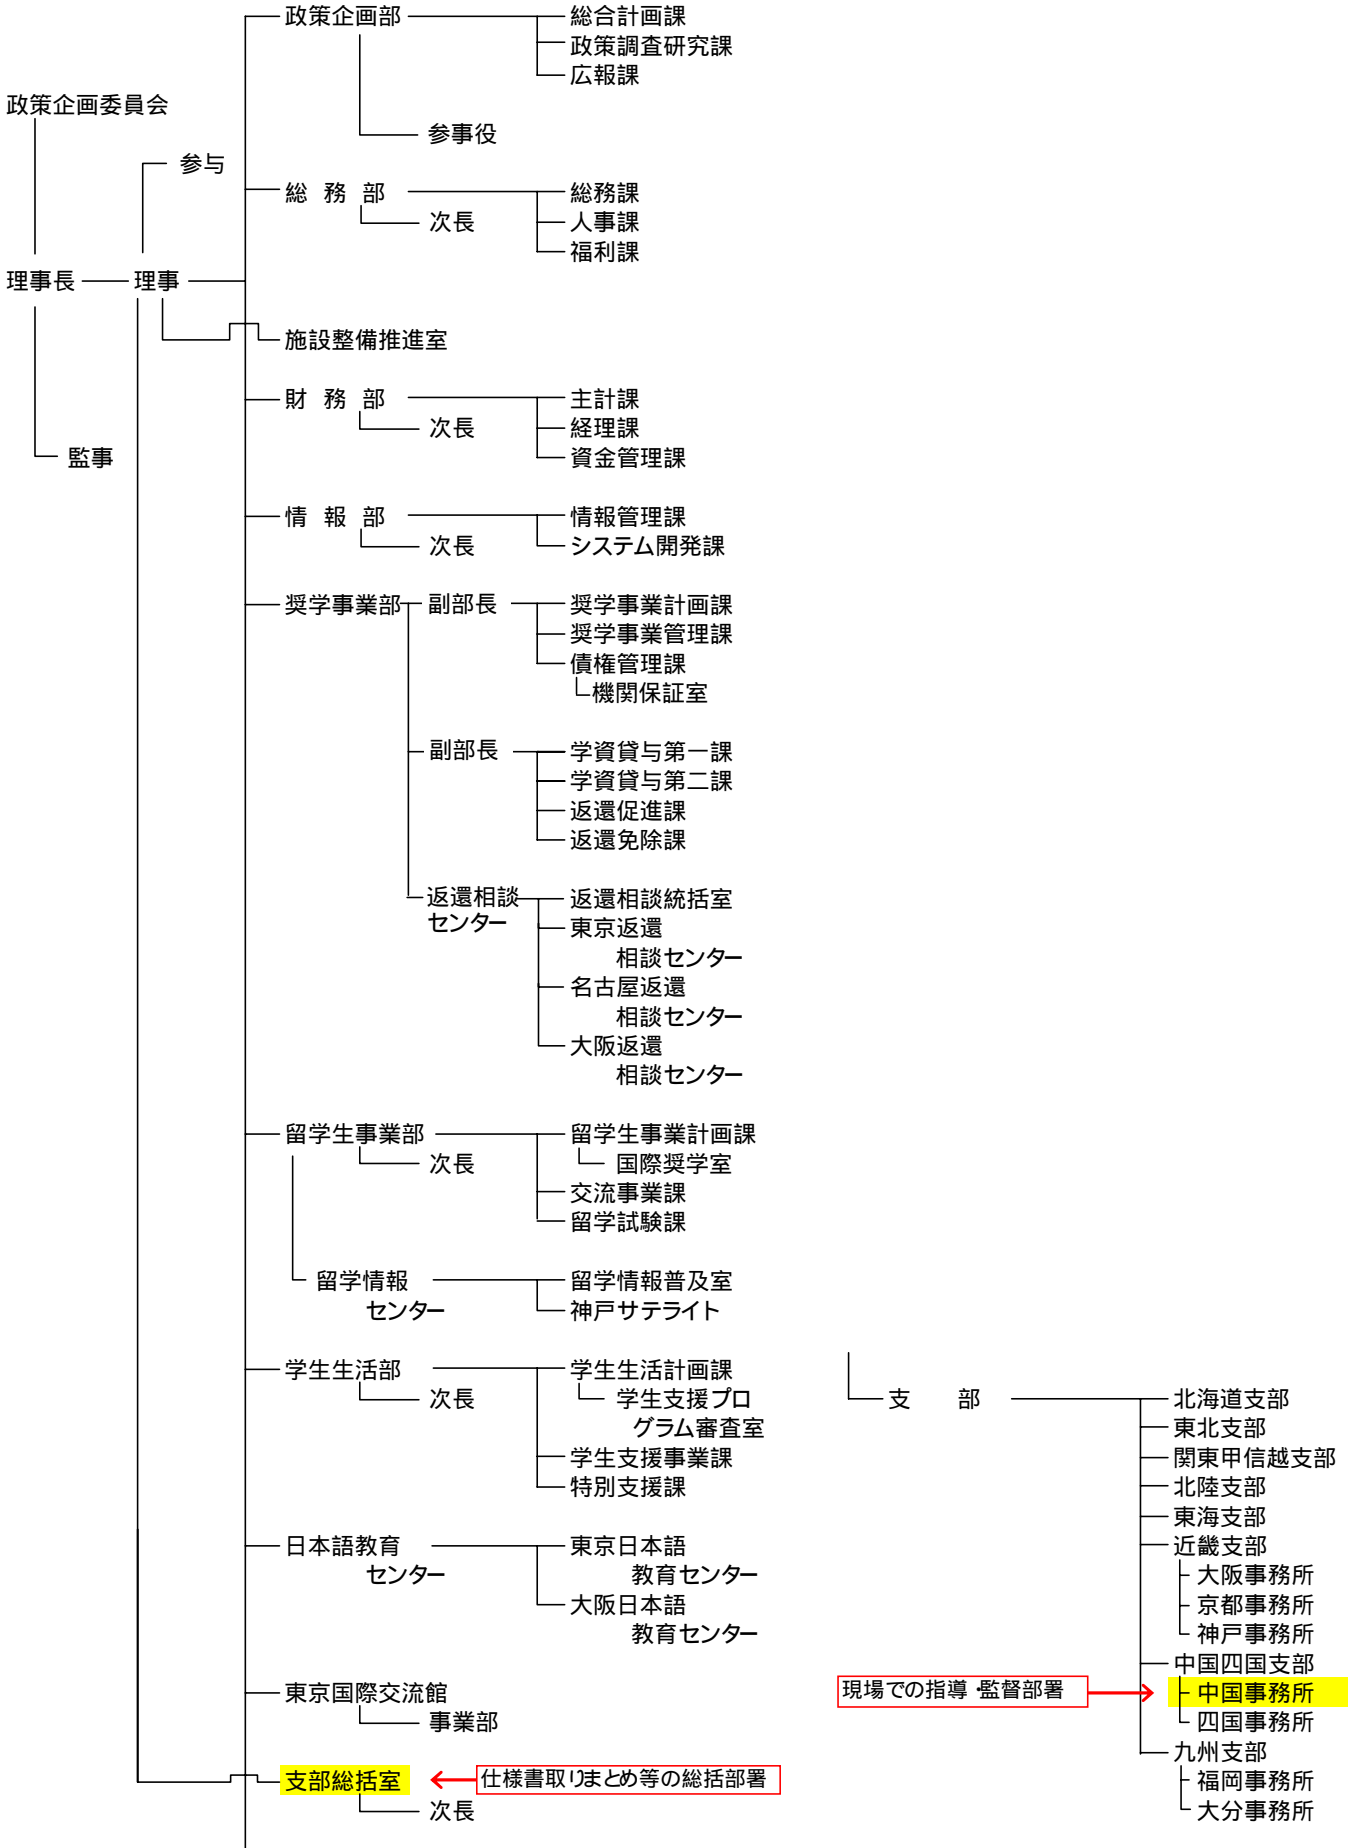 政策企画部
総合計画課
政策調査研究課
広報課
政策企画委員会
参事役
参与
総 務 部
総務課
次長
人事課
福利課
理事長
理事
施設整備推進室
財 務 部
主計課
次長
経理課
監事
資金管理課
情 報 部
情報管理課
次長
システム開発課
奨学事業部
副部長
奨学事業計画課
奨学事業管理課
債権管理課
機関保証室
副部長
学資貸与第一課
学資貸与第二課
返還促進課
返還免除課
返還相談
センター
返還相談統括室
東京返還
相談センター
名古屋返還
相談センター
大阪返還
相談センター
留学生事業部
留学生事業計画課
次長
国際奨学室
交流事業課
留学試験課
留学情報
センター
留学情報普及室
神戸サテライト
学生生活部
学生生活計画課
次長
学生支援プロ
グラム審査室
学生支援事業課
特別支援課
日本語教育
センター
東京日本語
教育センター
大阪日本語
教育センター
東京国際交流館
事業部
支部総括室
仕様書取りまとめ等の総括部署
次長
支 部
北海道支部
東北支部
関東甲信越支部
北陸支部
東海支部
近畿支部
大阪事務所
京都事務所
神戸事務所
中国四国支部
現場での指導・監督部署
中国事務所
四国事務所
九州支部
福岡事務所
大分事務所